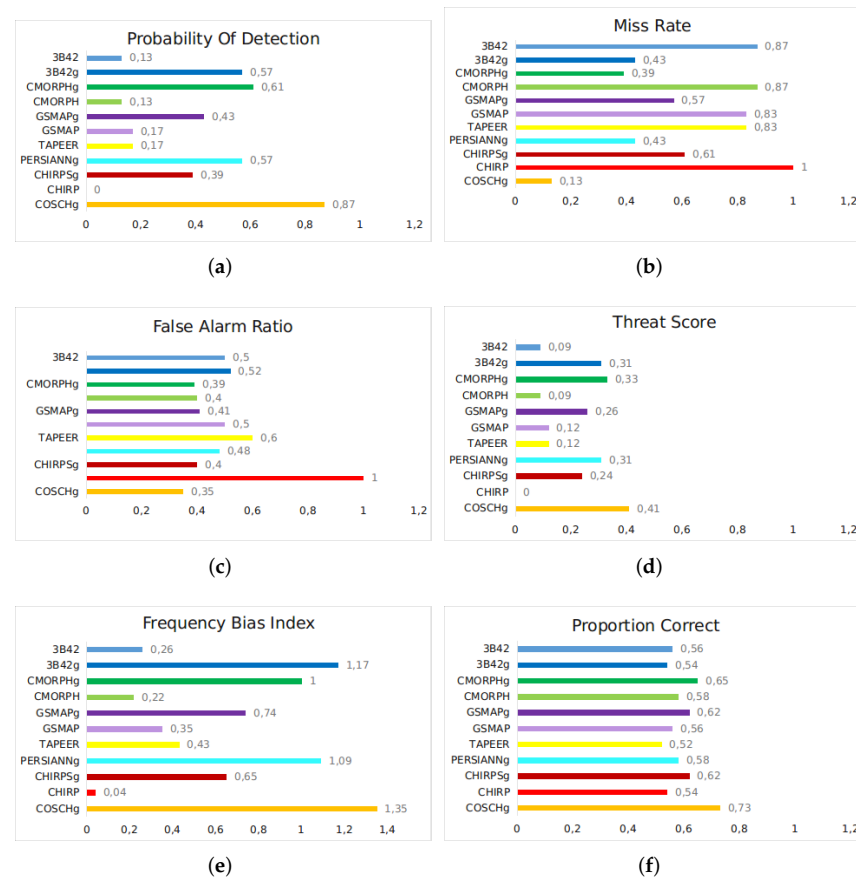 Probability Of Detection
3B42 0,13
3B42g 0,57
CMORPHg 0,61
CMORPH 0,13
GSMAPg 0,43
GSMAP 0,17
TAPEER 0,17
PERSIANNg 0,57
CHIRPSg 0,39
CHIRP 0
COSCHg 0,87
0 0,2 0,4 0,6 0,8 1 1,2
(a)
Miss Rate
3B42 0,87
3B42g 0,43
CMORPHg 0,39
CMORPH 0,87
GSMAPg 0,57
GSMAP 0,83
TAPEER 0,83
PERSIANNg 0,43
CHIRPSg 0,61
CHIRP 1
COSCHg 0,13
0 0,2 0,4 0,6 0,8 1 1,2
(b)
False Alarm Ratio
3B42 0,5
0,52
CMORPHg 0,39
0,4
GSMAPg 0,41
0,5
TAPEER 0,6
0,48
CHIRPSg 0,4
1
COSCHg 0,35
0 0,2 0,4 0,6 0,8 1 1,2
(c)
Threat Score
3B42 0,09
3B42g 0,31
CMORPHg 0,33
CMORPH 0,09
GSMAPg 0,26
GSMAP 0,12
TAPEER 0,12
PERSIANNg 0,31
CHIRPSg 0,24
CHIRP 0
COSCHg 0,41
0 0,2 0,4 0,6 0,8 1 1,2
(d)
Frequency Bias Index
3B42 0,26
3B42g 1,17
CMORPHg 1
CMORPH 0,22
GSMAPg 0,74
GSMAP 0,35
TAPEER 0,43
PERSIANNg 1,09
CHIRPSg 0,65
CHIRP 0,04
COSCHg 1,35
0 0,2 0,4 0,6 0,8 1 1,2 1,4
(e)
Proportion Correct
3B42 0,56
3B42g 0,54
CMORPHg 0,65
CMORPH 0,58
GSMAPg 0,62
GSMAP 0,56
TAPEER 0,52
PERSIANNg 0,58
CHIRPSg 0,62
CHIRP 0,54
COSCHg 0,73
0 0,2 0,4 0,6 0,8 1 1,2
(f)